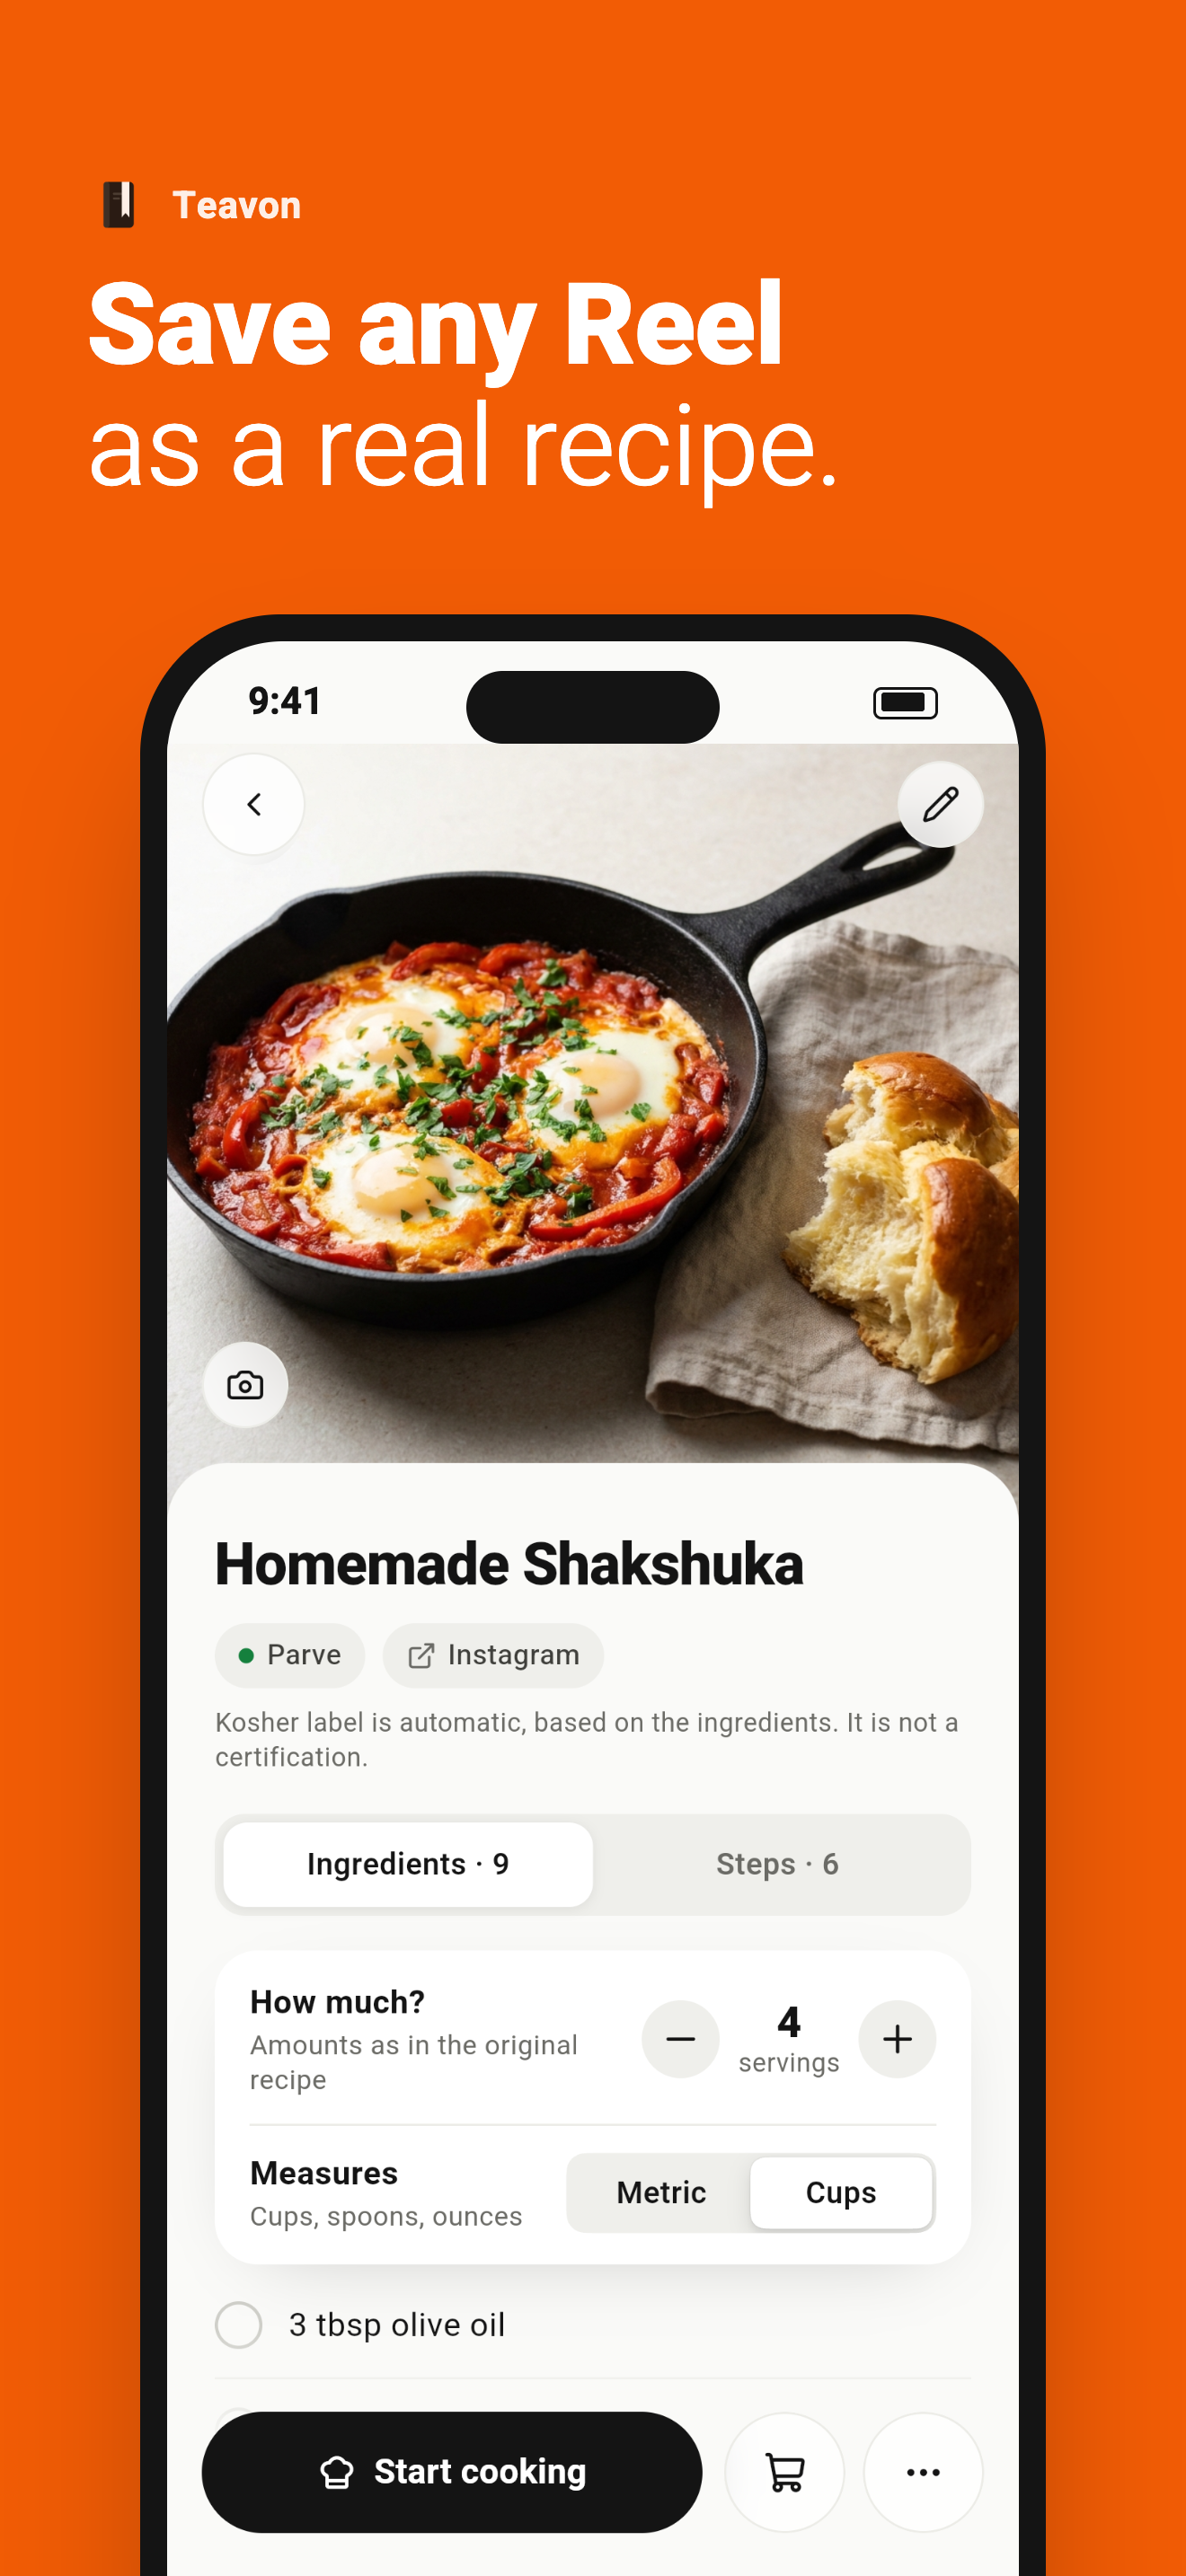 Teavon
Save any Reel
as a real recipe.
9:41
Homemade Shakshuka
Parve
Instagram
Kosher label is automatic, based on the ingredients. It is not a
certification.
Ingredients · 9
Steps · 6
How much?
Amounts as in the original
recipe
4
servings
Measures
Cups, spoons, ounces
Metric
Cups
3 tbsp olive oil
Start cooking